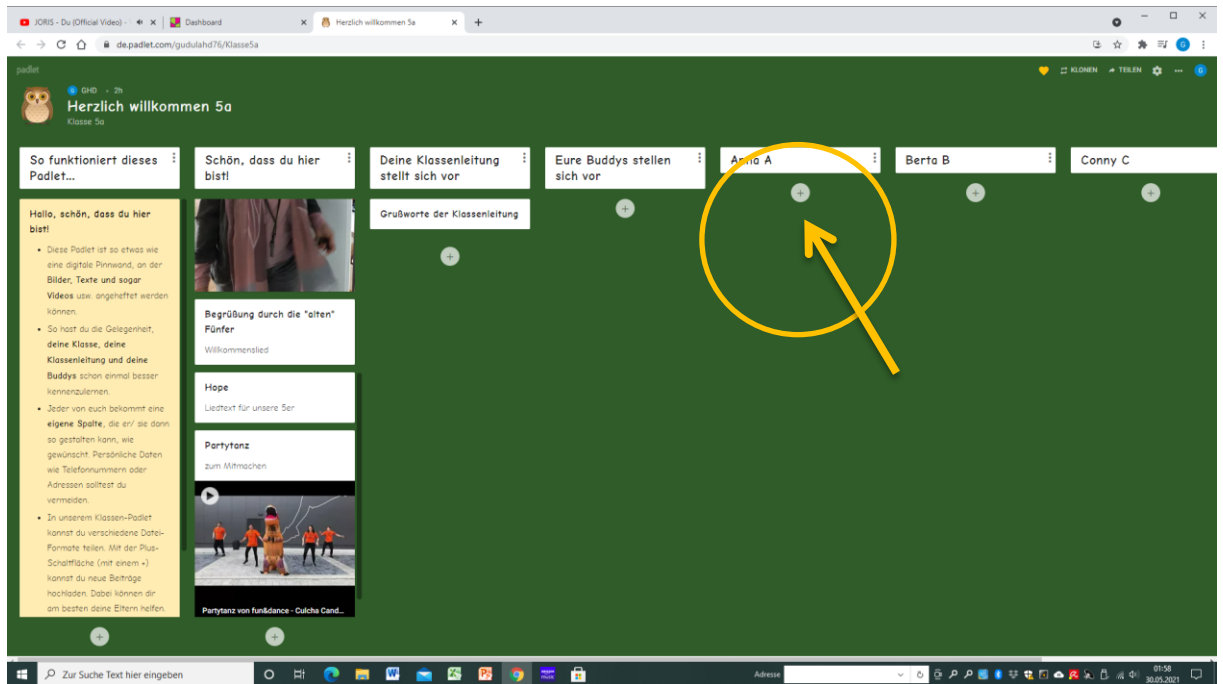 JORIS - Du (Official Video) -
Dashboard
Herzlich willkommen 5a
de.padlet.com/gudulahd76/Klasse5a
G
padlet
KLONEN
TEILEN
G
G GHD • 2h
Herzlich willkommen 5a
Klasse 5a
So funktioniert dieses
Padlet...
Hallo, schön, dass du hier
bist!
• Diese Padlet ist so etwas wie
eine digitale Pinnwand, an der
Bilder, Texte und sogar
Videos usw. angeheftet werden
können.
• So hast du die Gelegenheit,
deine Klasse, deine
Klassenleitung und deine
Buddys schon einmal besser
kennenzulernen.
• Jeder von euch bekommt eine
eigene Spalte, die er/ sie dann
so gestalten kann, wie
gewünscht. Persönliche Daten
wie Telefonnummern oder
Adressen solltest du
vermeiden.
• In unserem Klassen-Padlet
kannst du verschiedene Datei-
Formate teilen. Mit der Plus-
Schaltfläche (mit einem +)
kannst du neue Beiträge
hochladen. Dabei können dir
am besten deine Eltern helfen.
Schön, dass du hier
bist!
Begrüßung durch die "alten"
Fünfer
Willkommenslied
Hope
Liedtext für unsere 5er
Partytanz
zum Mitmachen
Partytanz von fun&dance - Culcha Cand...
Deine Klassenleitung
stellt sich vor
Grußworte der Klassenleitung
Eure Buddys stellen
sich vor
Anna A
Berta B
Conny C
Zur Suche Text hier eingeben
Adresse
01:58
30.05.2021